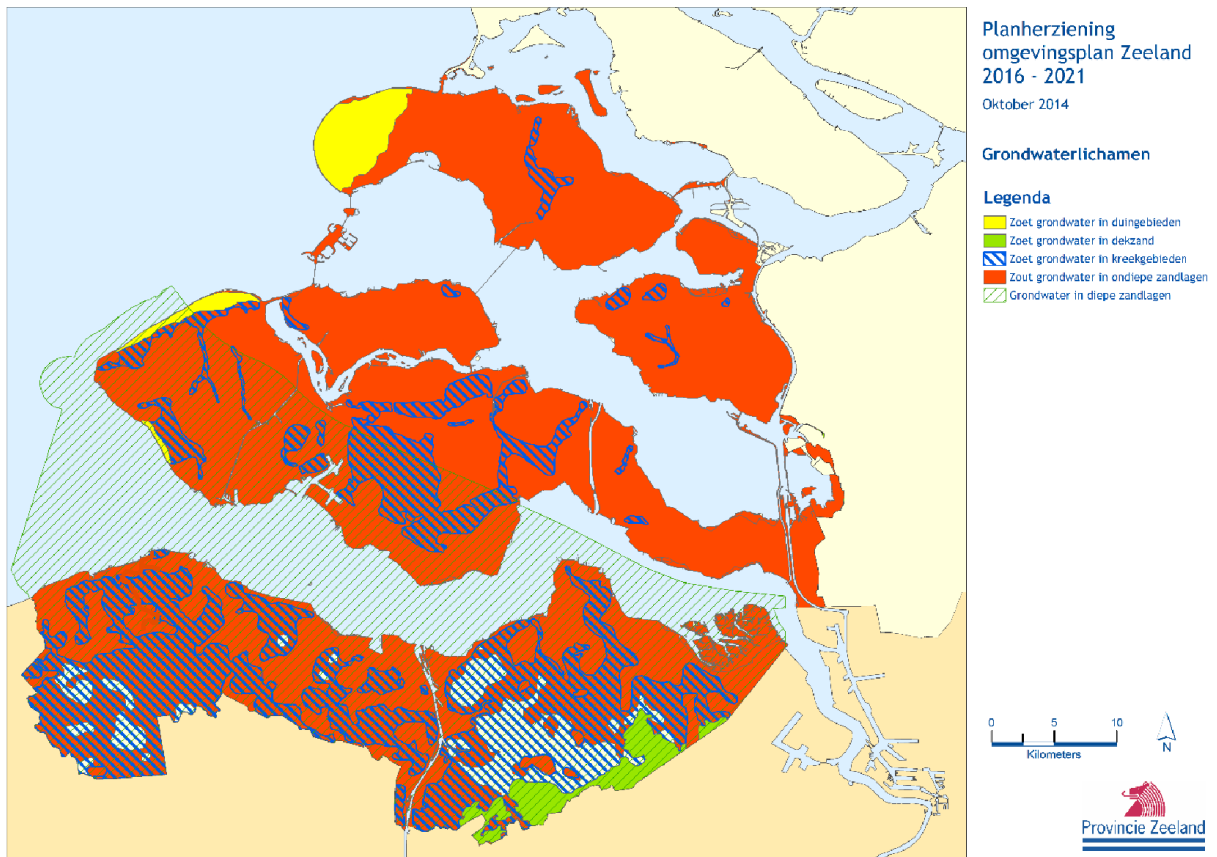 Planherziening
omgevingsplan Zeeland
2016 - 2021
Oktober 2014
Grondwaterlichamen
Legenda
Zoet grondwater in duingebieden
Zoet grondwater in dekzand
Zoet grondwater in kreekgebieden
Zout grondwater in ondiepe zandlagen
Grondwater in diepe zandlagen
0 5 10
Kilometers
N
Provincie Zeeland